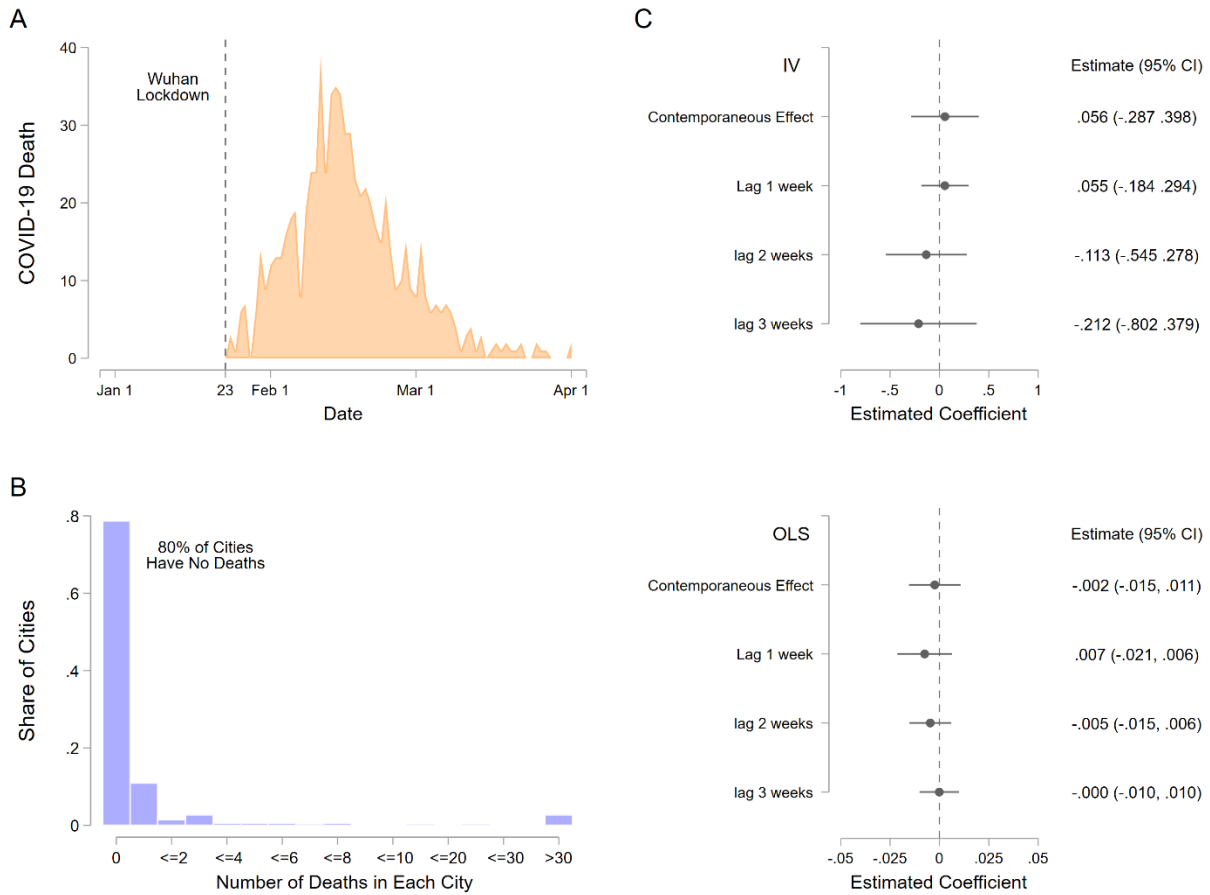 A
COVID-19 Death
40
30
20
10
0
Wuhan
Lockdown
Jan 1
23
Feb 1
Mar 1
Apr 1
Date
B
Share of Cities
.8
.6
.4
.2
0
80% of Cities
Have No Deaths
0
<=2
<=4
<=6
<=8
<=10
<=20
<=30
>30
Number of Deaths in Each City
C
IV
Estimate (95% CI)
Contemporaneous Effect
.056 (-.287 .398)
Lag 1 week
.055 (-.184 .294)
lag 2 weeks
-.113 (-.545 .278)
lag 3 weeks
-.212 (-.802 .379)
-1
-.5
0
.5
1
Estimated Coefficient
OLS
Estimate (95% CI)
Contemporaneous Effect
-.002 (-.015, .011)
Lag 1 week
.007 (-.021, .006)
lag 2 weeks
-.005 (-.015, .006)
lag 3 weeks
-.000 (-.010, .010)
-.05
-.025
0
.025
.05
Estimated Coefficient